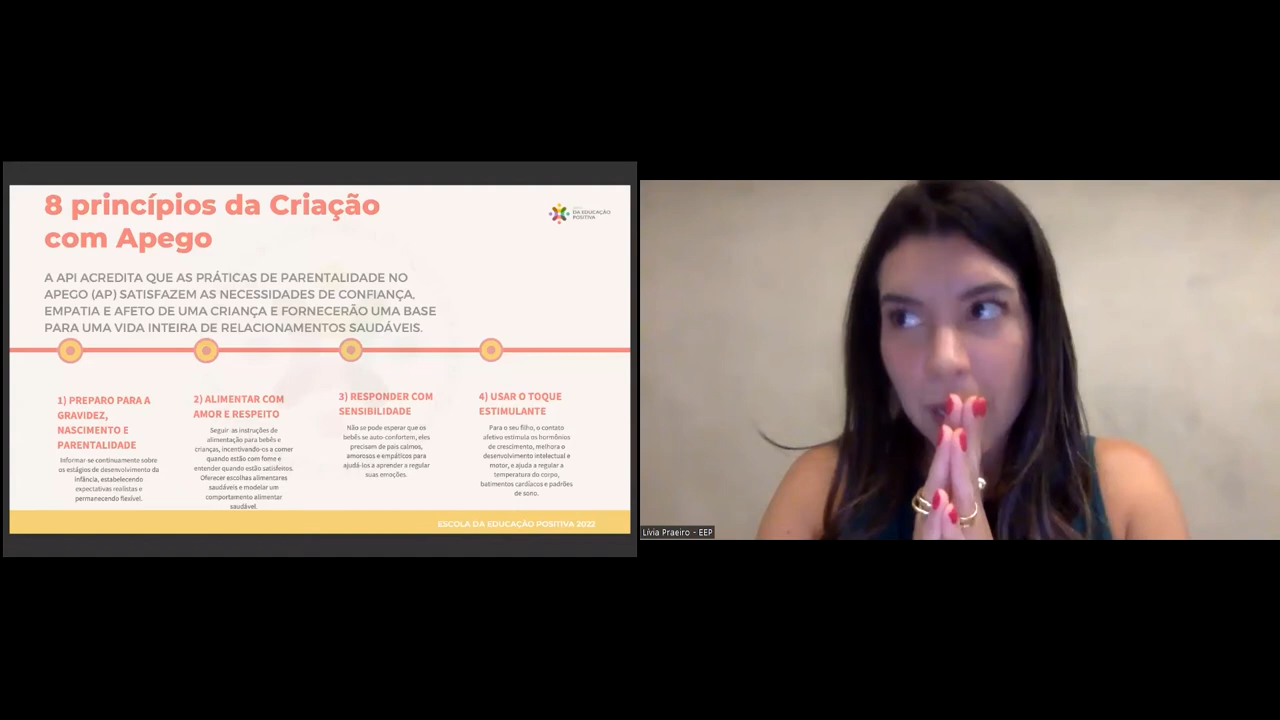 8 princípios da Criação
com Apego
DA EDUCAÇÃO
POSITIVA
A API ACREDITA QUE AS PRÁTICAS DE PARENTALIDADE NO
APEGO (AP) SATISFAZEM AS NECESSIDADES DE CONFIANÇA,
EMPATIA E AFETO DE UMA CRIANÇA E FORNECERÃO UMA BASE
PARA UMA VIDA INTEIRA DE RELACIONAMENTOS SAUDÁVEIS.
1) PREPARO PARA A
GRAVIDEZ,
NASCIMENTO E
PARENTALIDADE
Informar-se continuamente sobre
os estágios de desenvolvimento da
infância, estabelecendo
expectativas realistas e
permanecendo flexível.
2) ALIMENTAR COM
AMOR E RESPEITO
Seguir as instruções de
alimentação para bebês e
crianças, incentivando-os a comer
quando estão com fome e
entender quando estão satisfeitos.
Oferecer escolhas alimentares
saudáveis e modelar um
comportamento alimentar
saudável.
3) RESPONDER COM
SENSIBILIDADE
Não se pode esperar que os
bebês se auto-confortem, eles
precisam de pais calmos,
amorosos e empáticos para
ajudá-los a aprender a regular
suas emoções.
4) USAR O TOQUE
ESTIMULANTE
Para o seu filho, o contato
afetivo estimula os hormônios
de crescimento, melhora o
desenvolvimento intelectual e
motor, e ajuda a regular a
temperatura do corpo,
batimentos cardíacos e padrões
de sono.
ESCOLA DA EDUCAÇÃO POSITIVA 2022
Lívia Praeiro - EEP